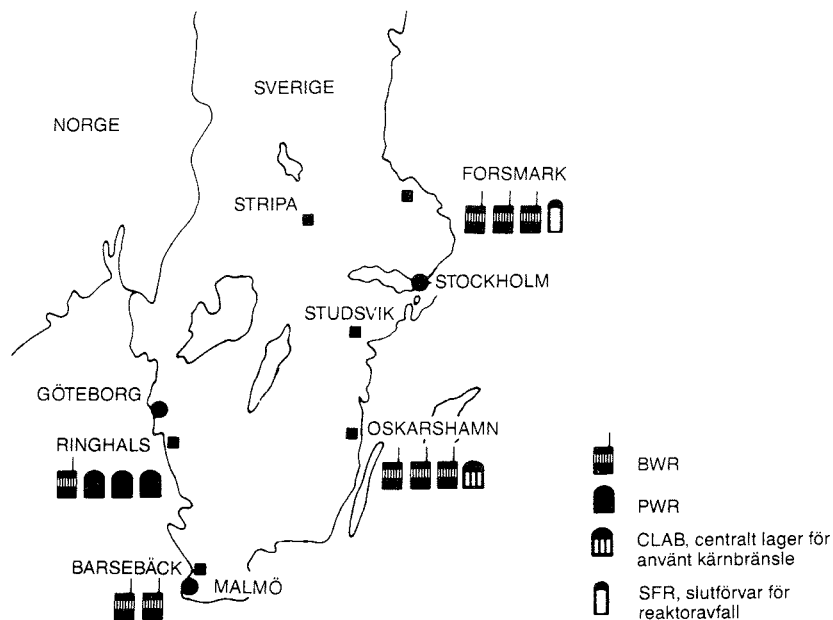 SVERIGE
NORGE
FORSMARK
STRIPA
STOCKHOLM
STUDSVIK
GÖTEBORG
OSKARSHAMN
RINGHALS
BWR
PWR
CLAB, centralt lager för
använt kärnbränsle
BARSEBÄCK
MALMÖ
SFR, slutförvar för
reaktoravfall